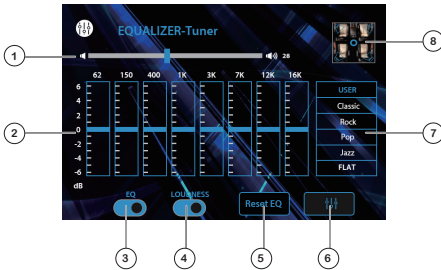 EQUALIZER-Tuner
28
62 150 400 1K 3K 7K 12K 16K
6
4
2
0
-2
-4
-6
dB
USER
Classic
Rock
Pop
Jazz
FLAT
EQ LOUDNESS
Reset EQ
1
2
3
4
5
6
7
8